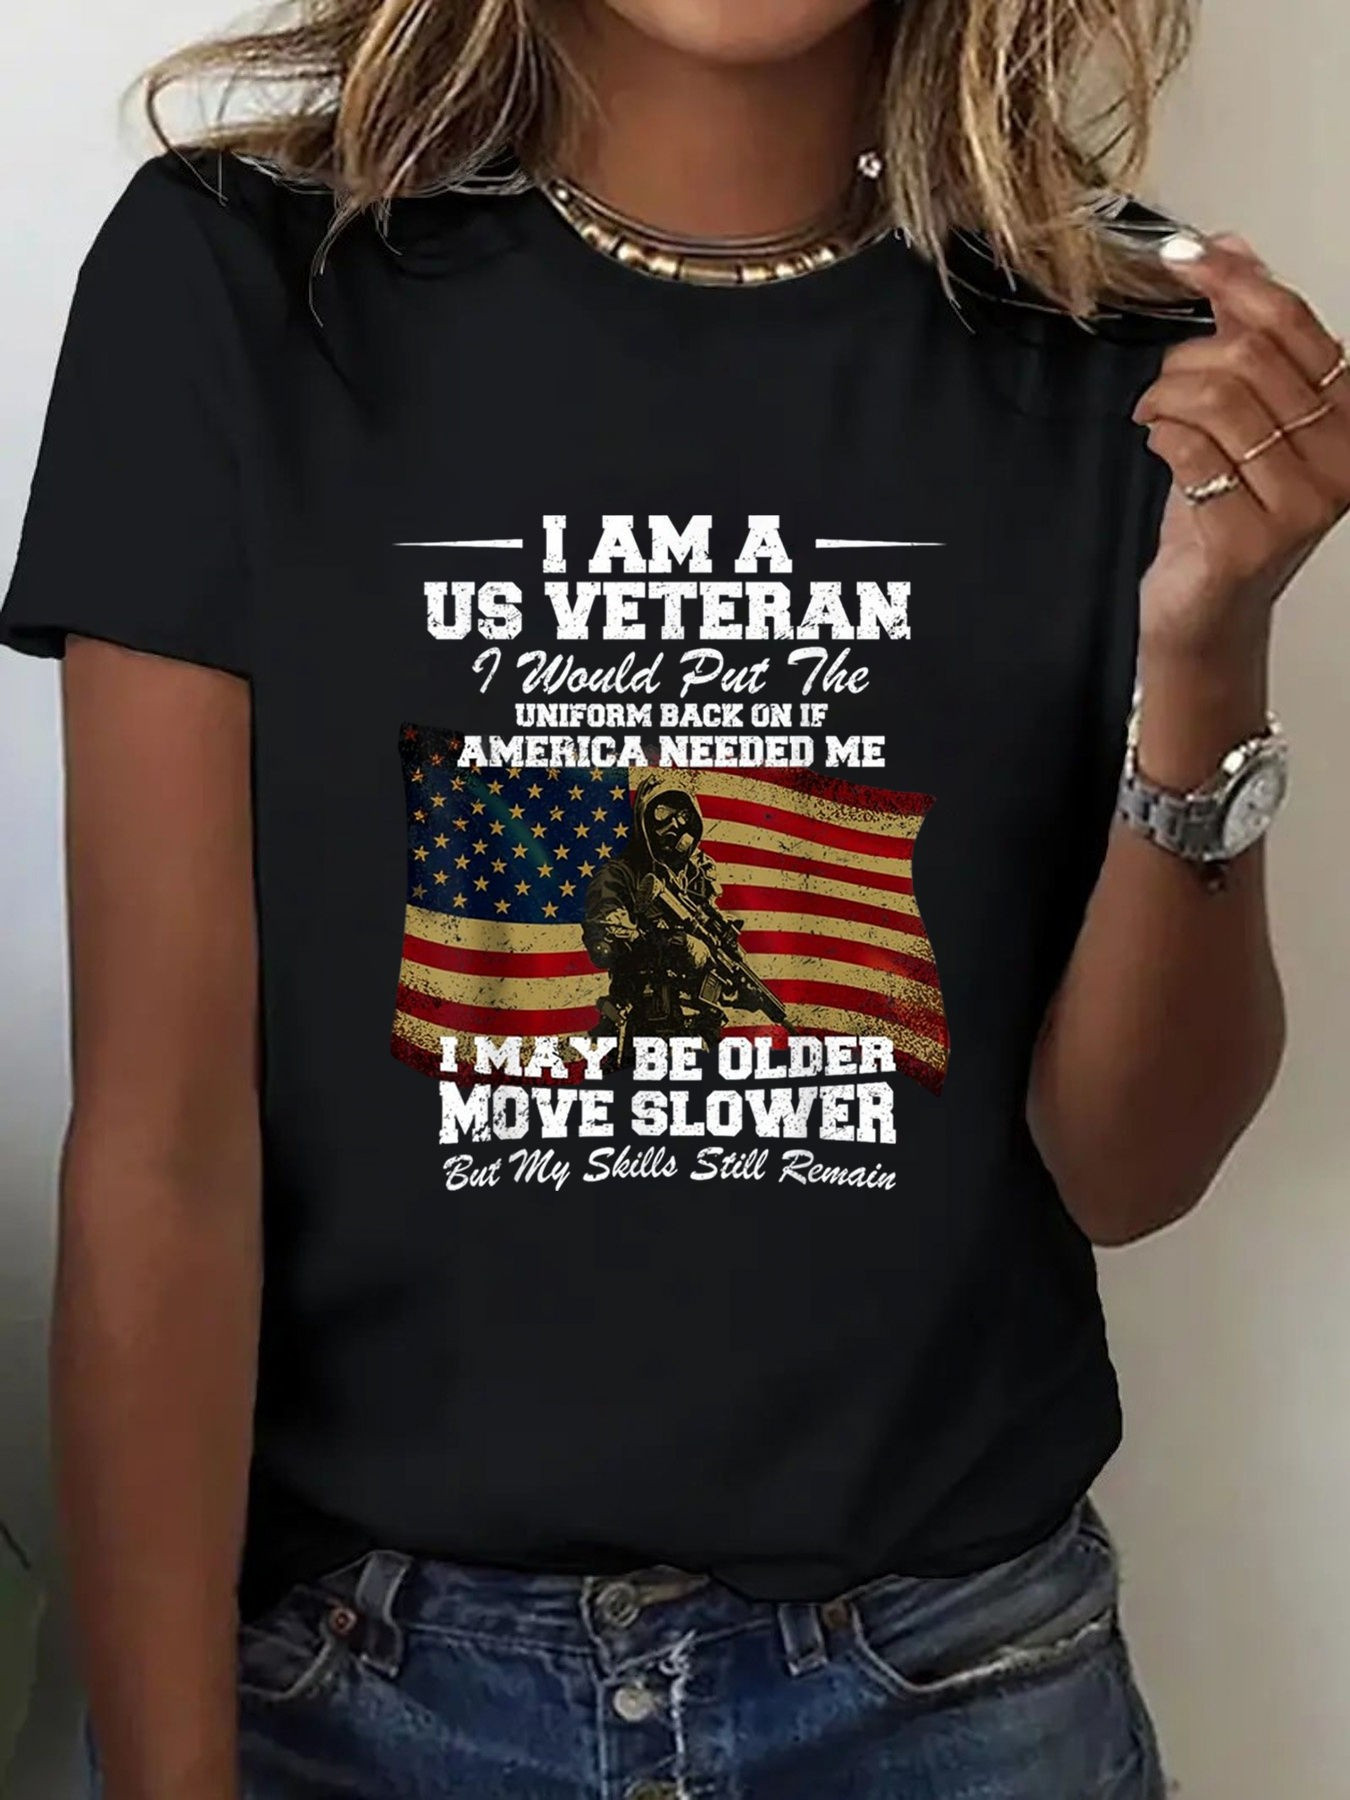 I AM A
US VETERAN
I Would Put The
UNIFORM BACK ON IF
AMERICA NEEDED ME
I MAY BE OLDER
MOVE SLOWER
But My Skills Still Remain